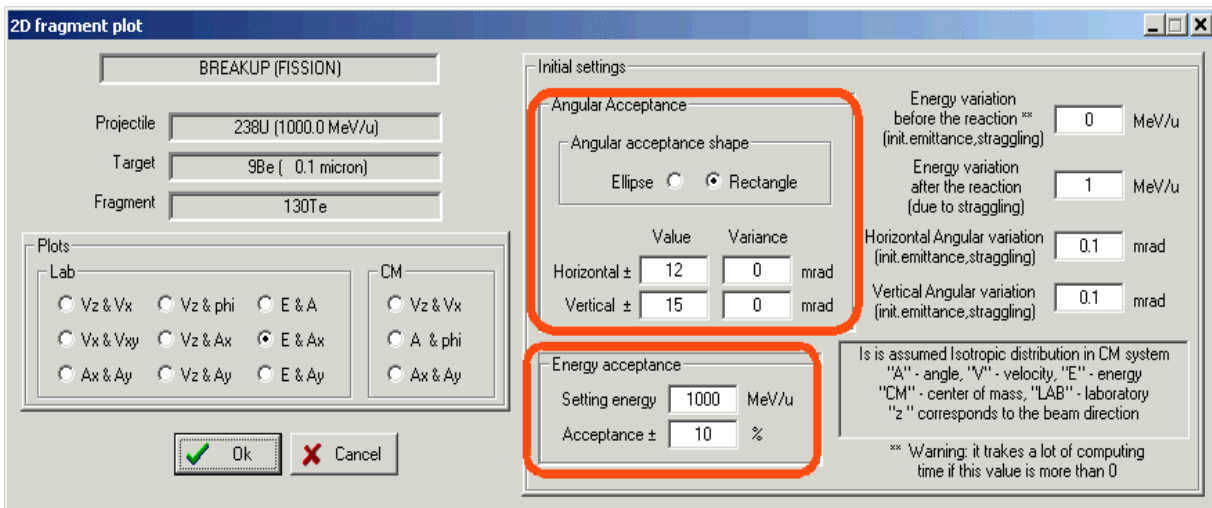 2D fragment plot
BREAKUP (FISSION)
Projectile 238U (1000.0 MeV/u)
Target 9Be ( 0.1 micron)
Fragment 130Te
Plots
Lab
Vz & Vx Vz & phi E & A
Vx & Vxy Vz & Ax E & Ax
Ax & Ay Vz & Ay E & Ay
CM
Vz & Vx
A & phi
Ax & Ay
Ok Cancel
Initial settings
Angular Acceptance
Angular acceptance shape
Ellipse Rectangle
Value Variance
Horizontal ± 12 0 mrad
Vertical ± 15 0 mrad
Energy acceptance
Setting energy 1000 MeV/u
Acceptance ± 10 %
Energy variation
before the reaction ** 0 MeV/u
(init.emittance,straggling)
Energy variation
after the reaction 1 MeV/u
(due to straggling)
Horizontal Angular variation 0.1 mrad
(init.emittance,straggling)
Vertical Angular variation 0.1 mrad
(init.emittance,straggling)
Is is assumed Isotropic distribution in CM system
"A" - angle, "V" - velocity, "E" - energy
"CM" - center of mass, "LAB" - laboratory
"z " corresponds to the beam direction
** Warning: it trakes a lot of computing
time if this value is more than 0